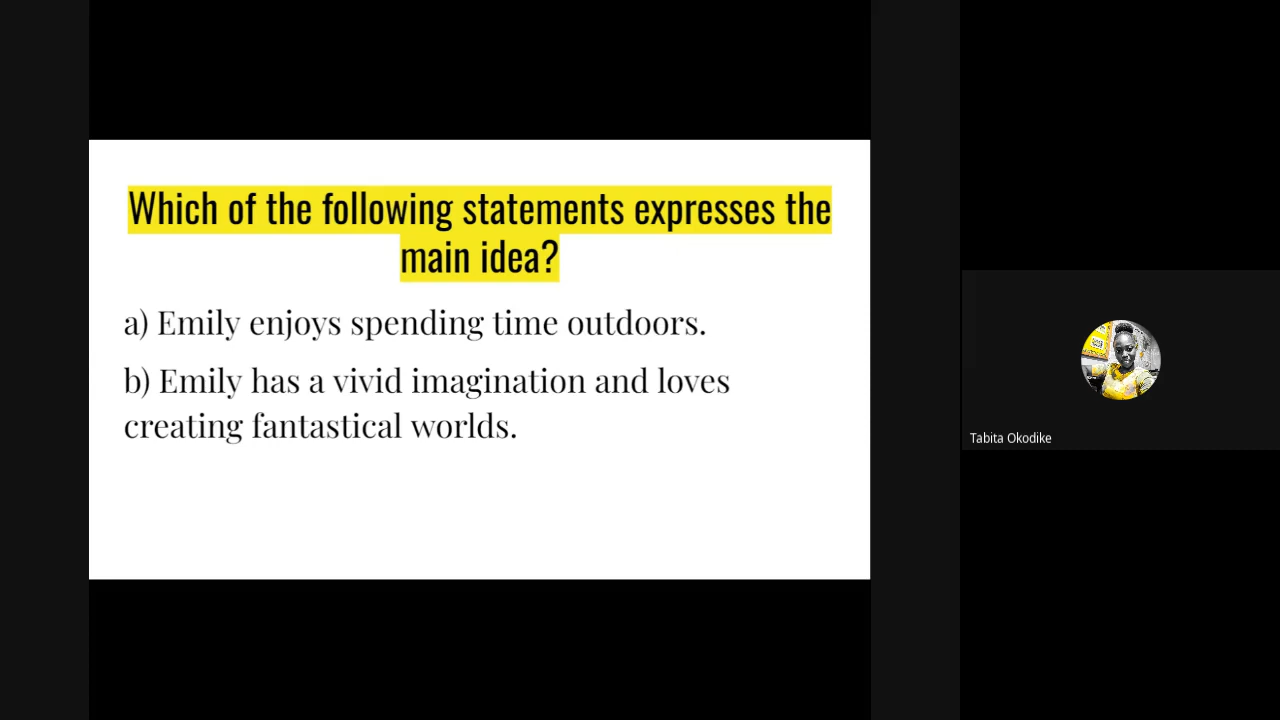 Which of the following statements expresses the
main idea?
a) Emily enjoys spending time outdoors.
b) Emily has a vivid imagination and loves
creating fantastical worlds.
Tabita Okodike